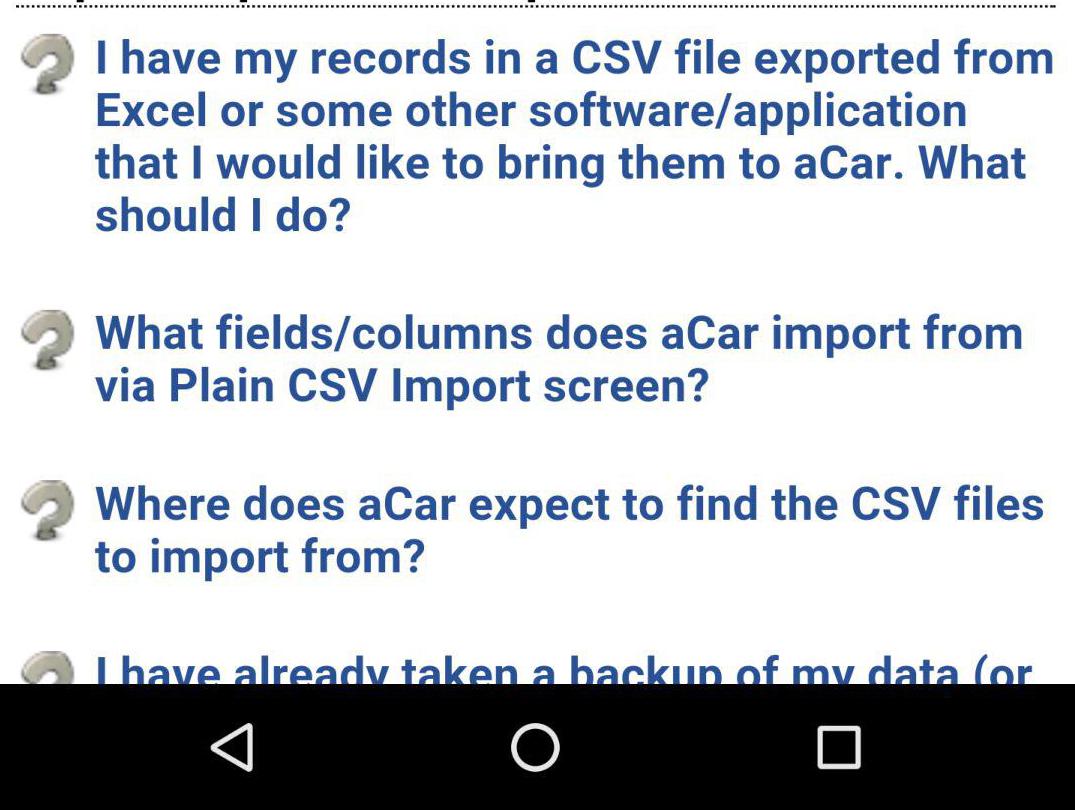 I have my records in a CSV file exported from
Excel or some other software/application
that I would like to bring them to aCar. What
should I do?
What fields/columns does aCar import from
via Plain CSV Import screen?
Where does aCar expect to find the CSV files
to import from?
I have already taken a backup of my data (or